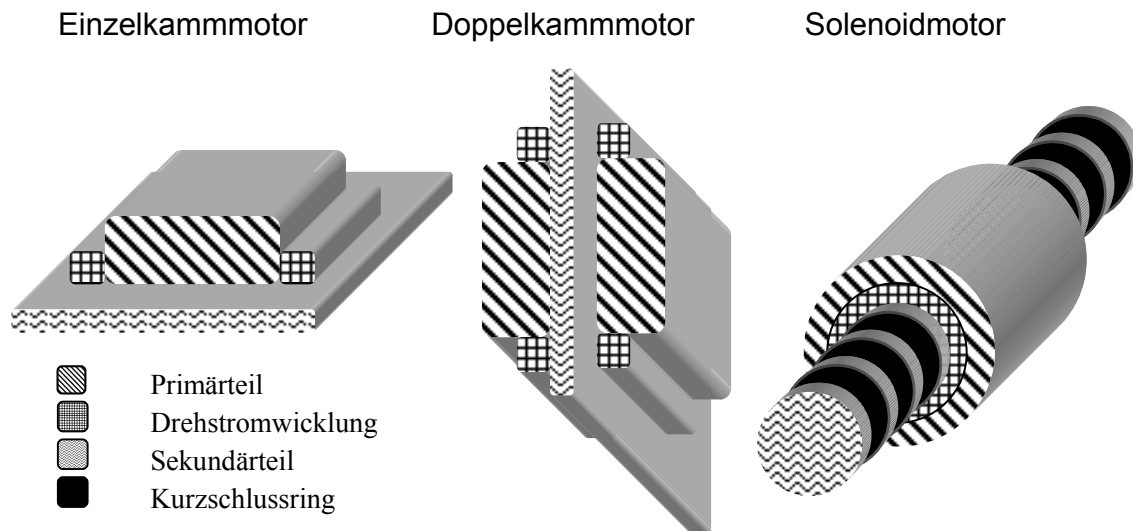 Einzelkammmotor
Doppelkammmotor
Solenoidmotor
Primärteil
Drehstromwicklung
Sekundärteil
Kurzschlussring